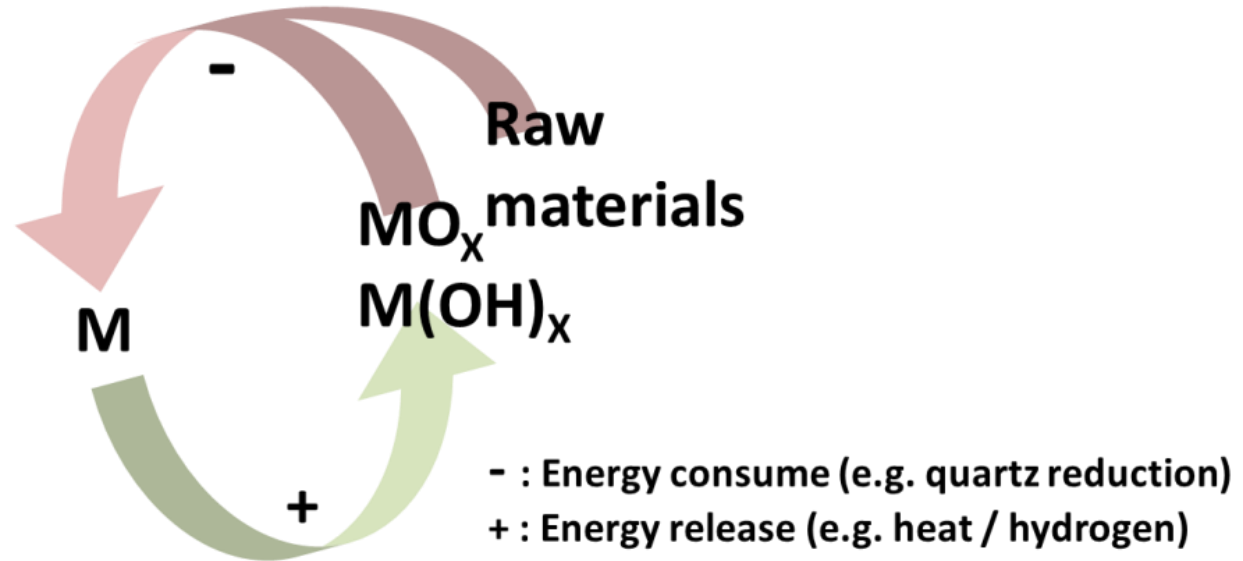 -
Raw
materials
MOₓ
M(OH)ₓ
M
+
- : Energy consume (e.g. quartz reduction)
+ : Energy release (e.g. heat / hydrogen)